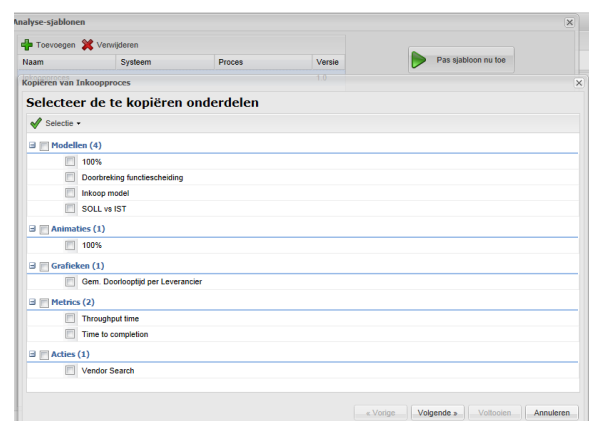 Analyse-sjablonen
Toevoegen Verwijderen
Naam Systeem Proces Versie
Pas sjabloon nu toe
1.0
Kopiëren van Inkoopproces
Selecteer de te kopiëren onderdelen
Selectie
Modellen (4)
100%
Doorbreking functiescheiding
Inkoop model
SOLL vs IST
Animaties (1)
100%
Grafieken (1)
Gem. Doorlooptijd per Leverancier
Metrics (2)
Throughput time
Time to completion
Acties (1)
Vendor Search
« Vorige Volgende » Voltooien Annuleren